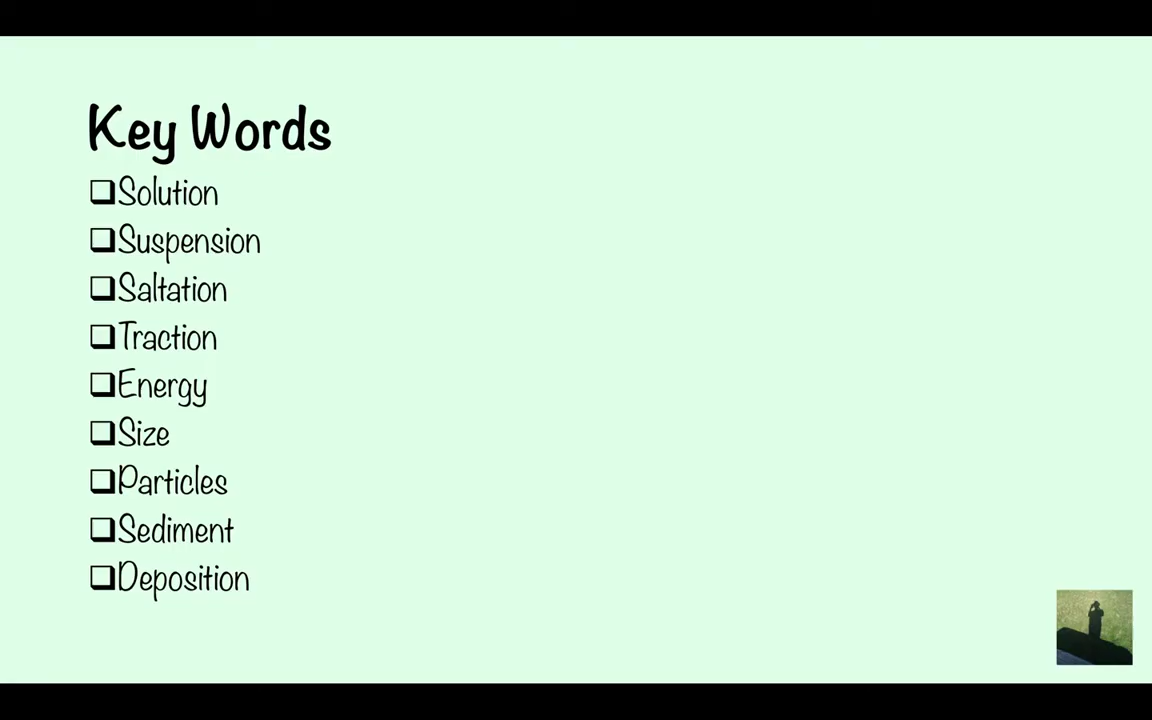 Key Words
❑Solution
❑Suspension
❑Saltation
❑Traction
❑Energy
❑Size
❑Particles
❑Sediment
❑Deposition